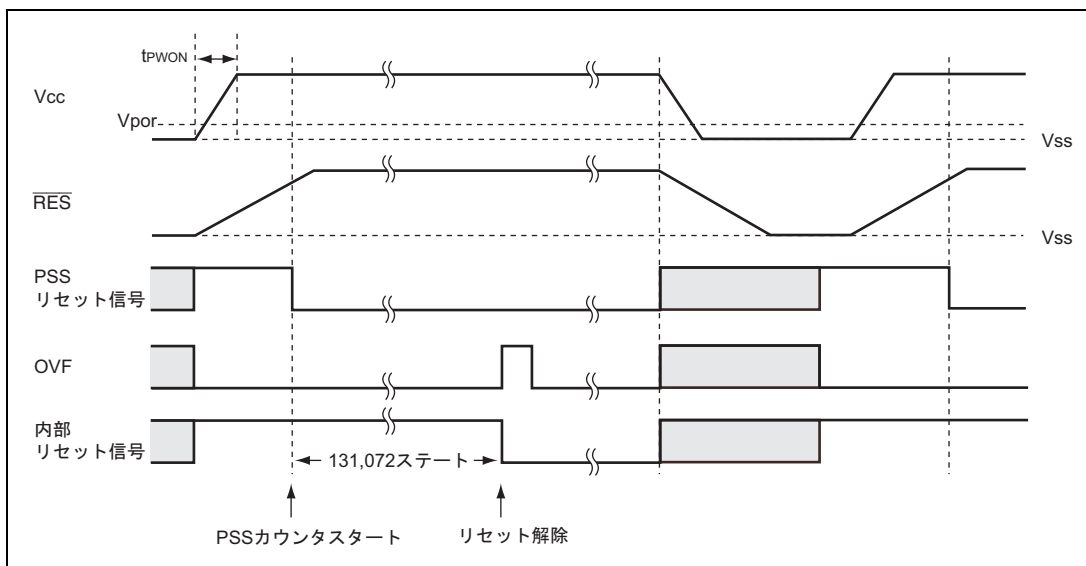 tPWON
Vcc
Vpor
Vss
RES
Vss
PSS
リセット信号
OVF
内部
リセット信号
131,072ステート
PSSカウンタスタート
リセット解除